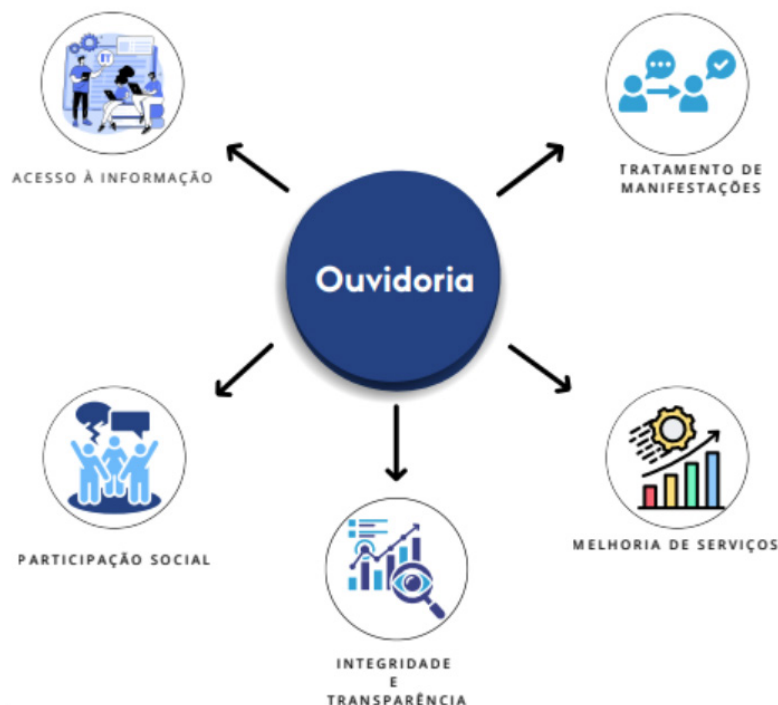 ACESSO À INFORMAÇÃO
TRATAMENTO DE
MANIFESTAÇÕES
Ouvidoria
PARTICIPAÇÃO SOCIAL
MELHORIA DE SERVIÇOS
INTEGRIDADE
E
TRANSPARÊNCIA